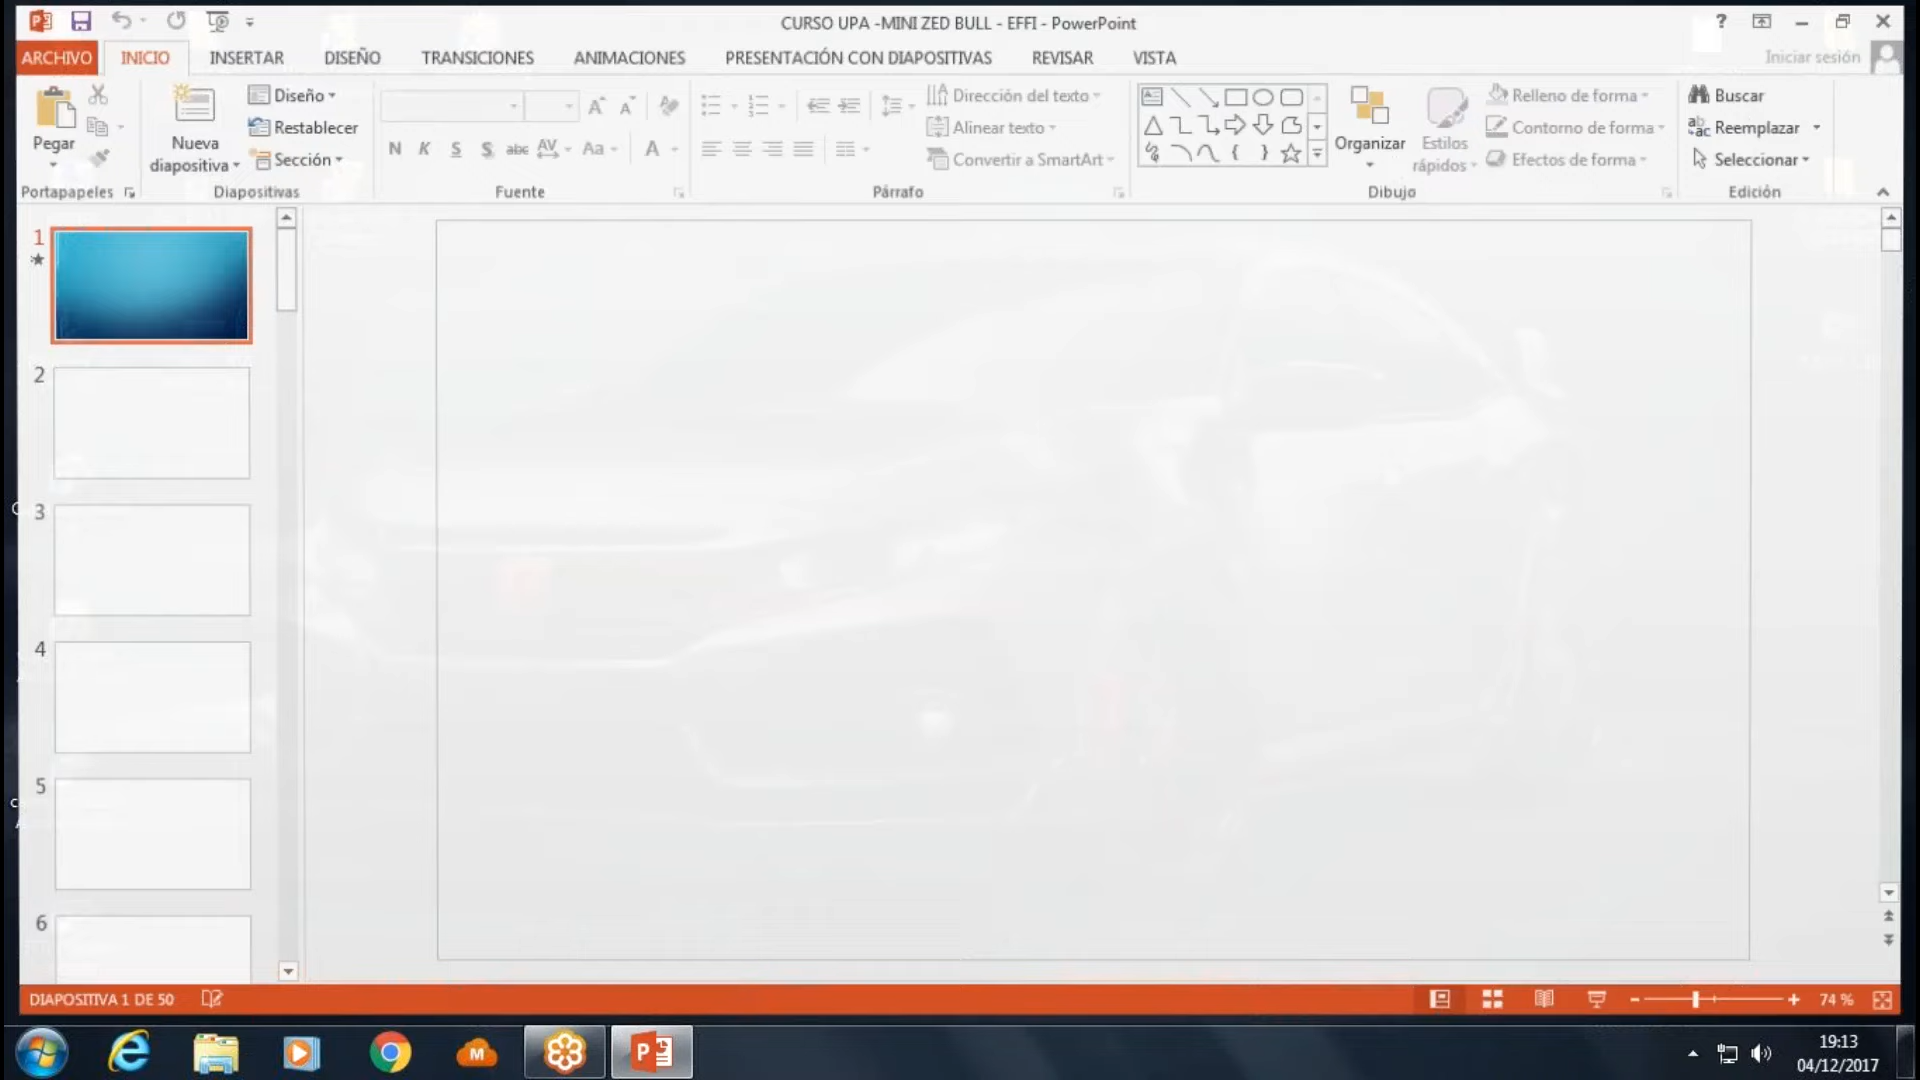 CURSO UPA -MINI ZED BULL - EFFI - PowerPoint
?
ARCHIVO INICIO INSERTAR DISEÑO TRANSICIONES ANIMACIONES PRESENTACIÓN CON DIAPOSITIVAS REVISAR VISTA Iniciar sesión
Pegar
Nueva diapositiva
Diseño
Restablecer
Sección
N K S S abc AV Aa A
Dirección del texto
Alinear texto
Convertir a SmartArt
Organizar
Estilos rápidos
Relleno de forma
Contorno de forma
Efectos de forma
Buscar
Reemplazar
Seleccionar
Portapapeles Diapositivas Fuente Párrafo Dibujo Edición
1
2
3
4
5
6
DIAPOSITIVA 1 DE 50
74 %
19:13
04/12/2017